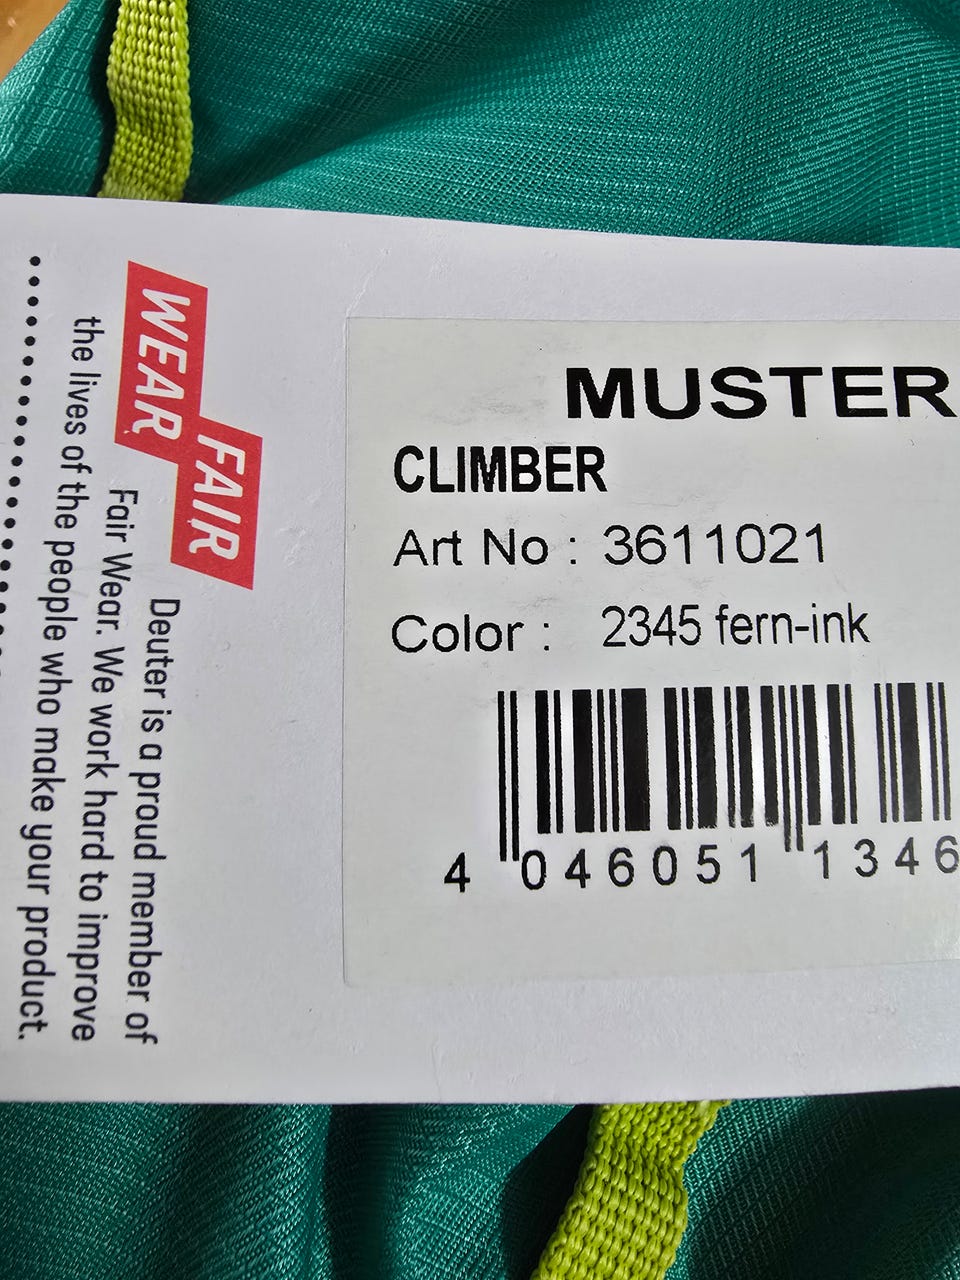 MUSTER
CLIMBER
Art No : 3611021
Color : 2345 fern-ink
4 046051 1346
WEAR
FAIR
Deuter is a proud member of
Fair Wear. We work hard to improve
the lives of the people who make your product.